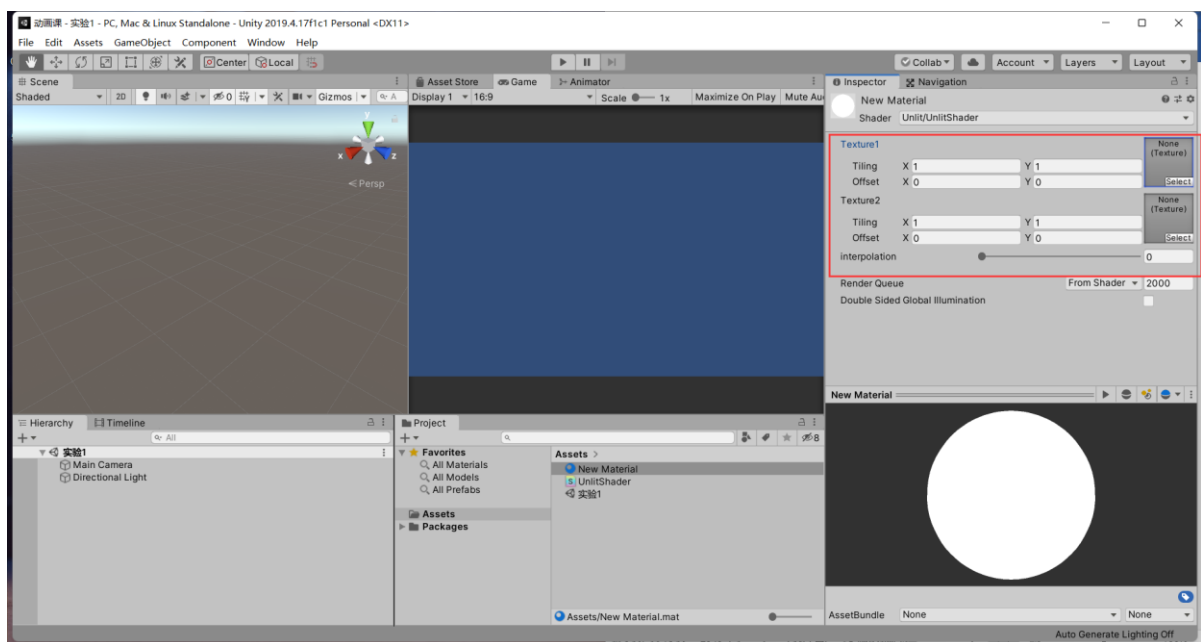 动画课 - 实验1 - PC, Mac & Linux Standalone - Unity 2019.4.17f1c1 Personal <DX11>
File Edit Assets GameObject Component Window Help
Center Local Collab Account Layers Layout
Scene
Shaded 2D 0 Gizmos A
y
x z
Persp
Asset Store Game Animator
Display 1 16:9 Scale 1x Maximize On Play Mute Au
Inspector Navigation
New Material
Shader Unlit/UnlitShader
Texture1 None (Texture)
Tiling X 1 Y 1
Offset X 0 Y 0 Select
Texture2 None (Texture)
Tiling X 1 Y 1
Offset X 0 Y 0 Select
interpolation 0
Render Queue From Shader 2000
Double Sided Global Illumination
New Material
Hierarchy Timeline
All
实验1
Main Camera
Directional Light
Project
8
Favorites
All Materials
All Models
All Prefabs
Assets
Packages
Assets >
New Material
UnlitShader
实验1
Assets/New Material.mat
AssetBundle None None
Auto Generate Lighting Off